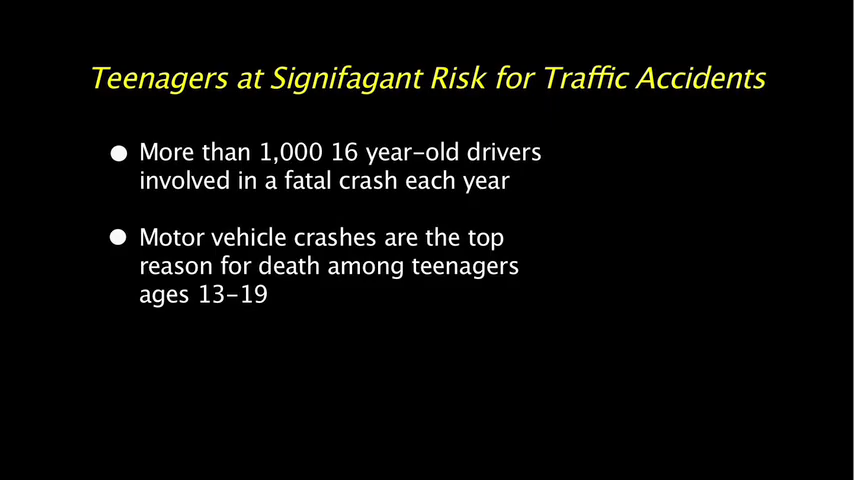 Teenagers at Signifagant Risk for Traffic Accidents
● More than 1,000 16 year-old drivers
involved in a fatal crash each year
● Motor vehicle crashes are the top
reason for death among teenagers
ages 13-19